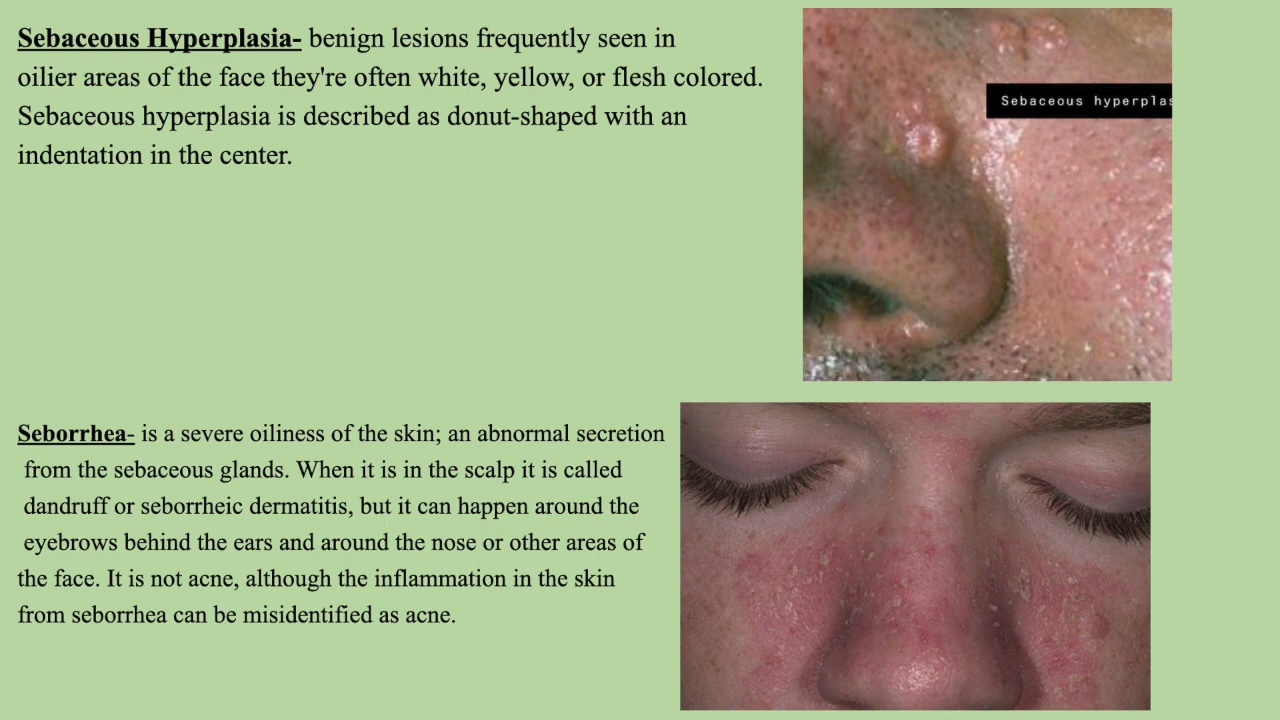 Sebaceous Hyperplasia- benign lesions frequently seen in
oilier areas of the face they're often white, yellow, or flesh colored.
Sebaceous hyperplasia is described as donut-shaped with an
indentation in the center.
Sebaceous hyperplas
Seborrhea- is a severe oiliness of the skin; an abnormal secretion
from the sebaceous glands. When it is in the scalp it is called
dandruff or seborrheic dermatitis, but it can happen around the
eyebrows behind the ears and around the nose or other areas of
the face. It is not acne, although the inflammation in the skin
from seborrhea can be misidentified as acne.